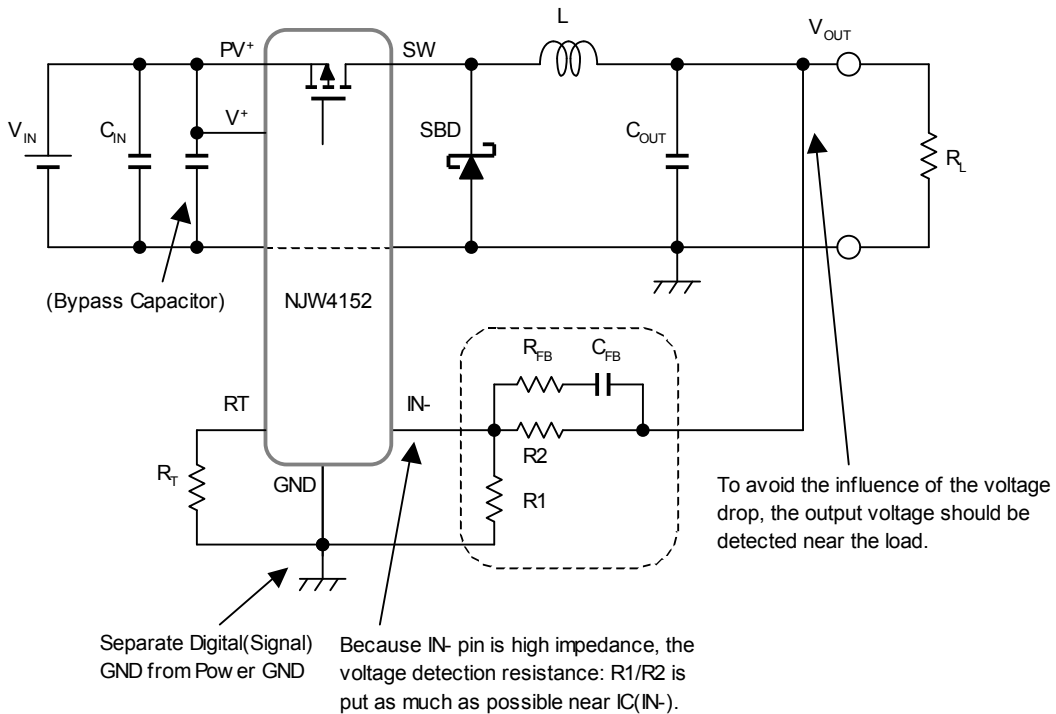 L
V_OUT
PV+
SW
V+
V_IN
C_IN
SBD
C_OUT
R_L
(Bypass Capacitor)
NJW4152
R_FB
C_FB
RT
IN-
R2
R_T
GND
R1
To avoid the influence of the voltage
drop, the output voltage should be
detected near the load.
Separate Digital(Signal)
GND from Power GND
Because IN- pin is high impedance, the
voltage detection resistance: R1/R2 is
put as much as possible near IC(IN-).